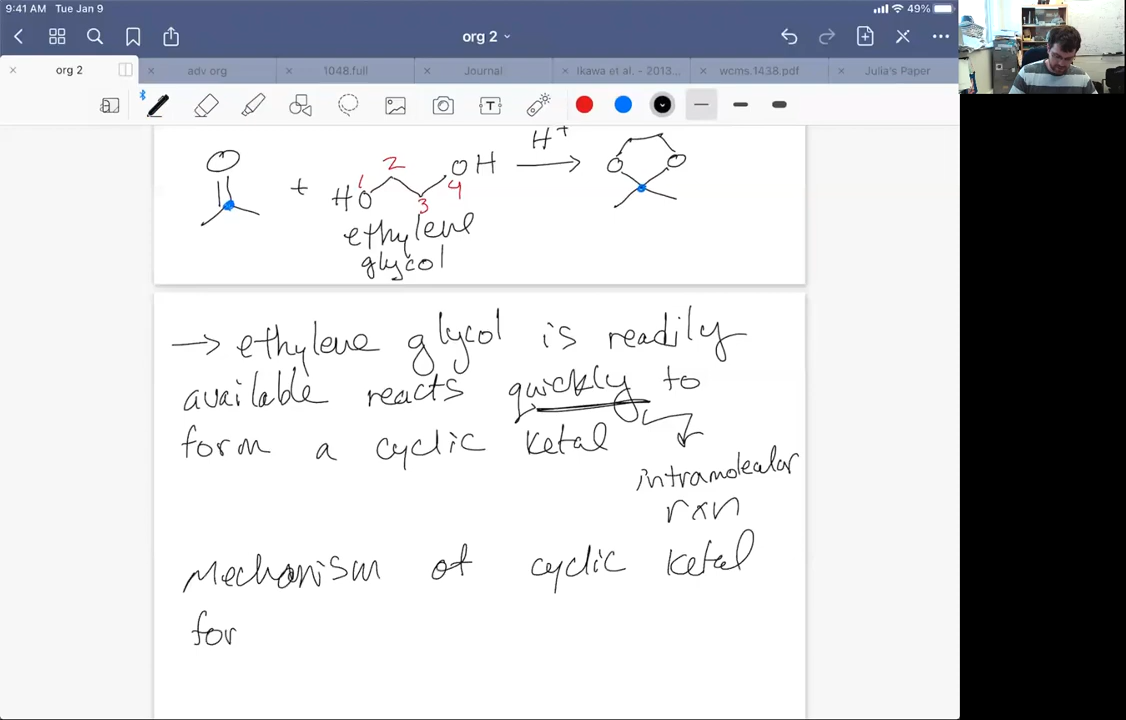 9:41 AM Tue Jan 9
49%
org 2
org 2
adv org
1048.full
Journal
Ikawa et al. - 2013...
wcms.1438.pdf
Julia's Paper
T
O
+
HO
1
2
3
4
OH
H+
O
O
ethylene
glycol
→ ethylene glycol is readily
available reacts quickly to
form a cyclic ketal
intramolecular
rxn
Mechanism of cyclic ketal
for